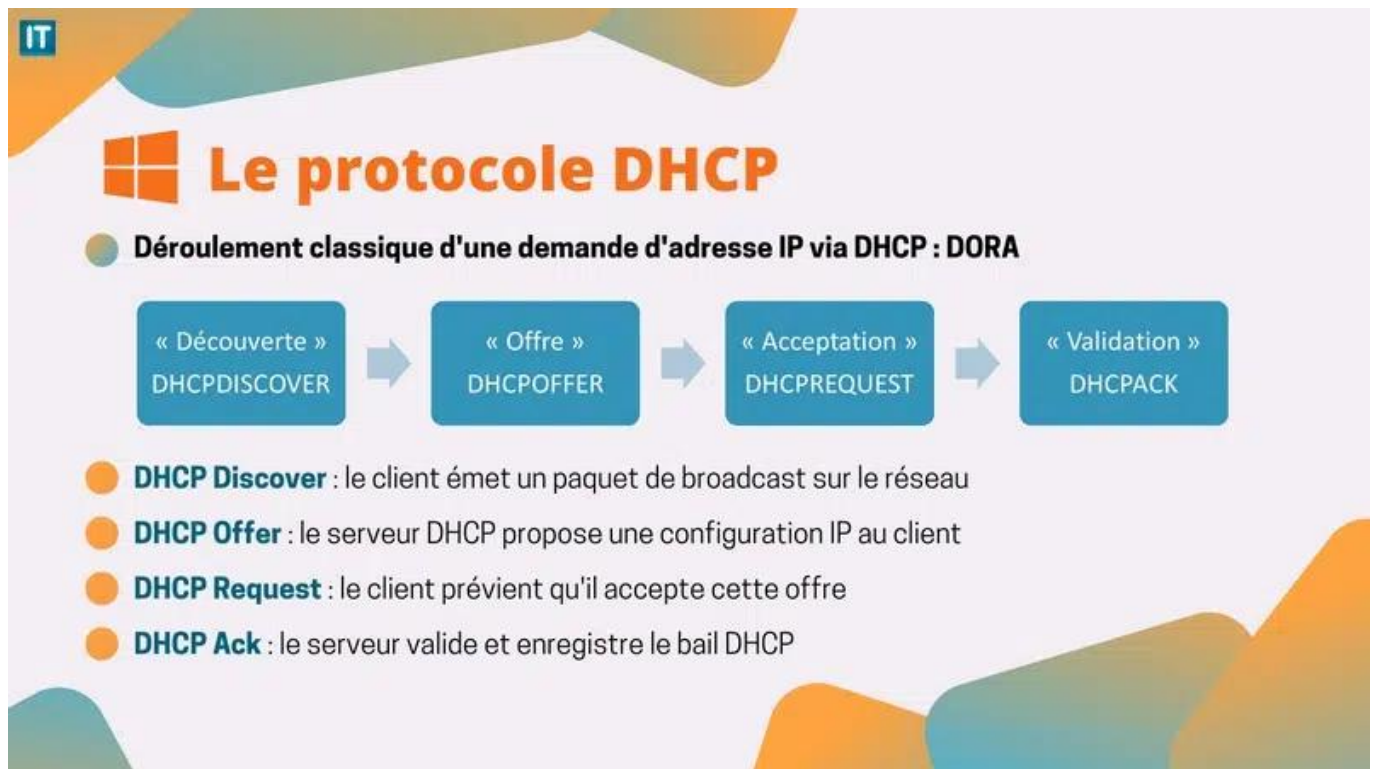 IT
Le protocole DHCP
Déroulement classique d'une demande d'adresse IP via DHCP : DORA
« Découverte »
DHCPDISCOVER
« Offre »
DHCPOFFER
« Acceptation »
DHCPREQUEST
« Validation »
DHCPACK
DHCP Discover : le client émet un paquet de broadcast sur le réseau
DHCP Offer : le serveur DHCP propose une configuration IP au client
DHCP Request : le client prévient qu'il accepte cette offre
DHCP Ack : le serveur valide et enregistre le bail DHCP